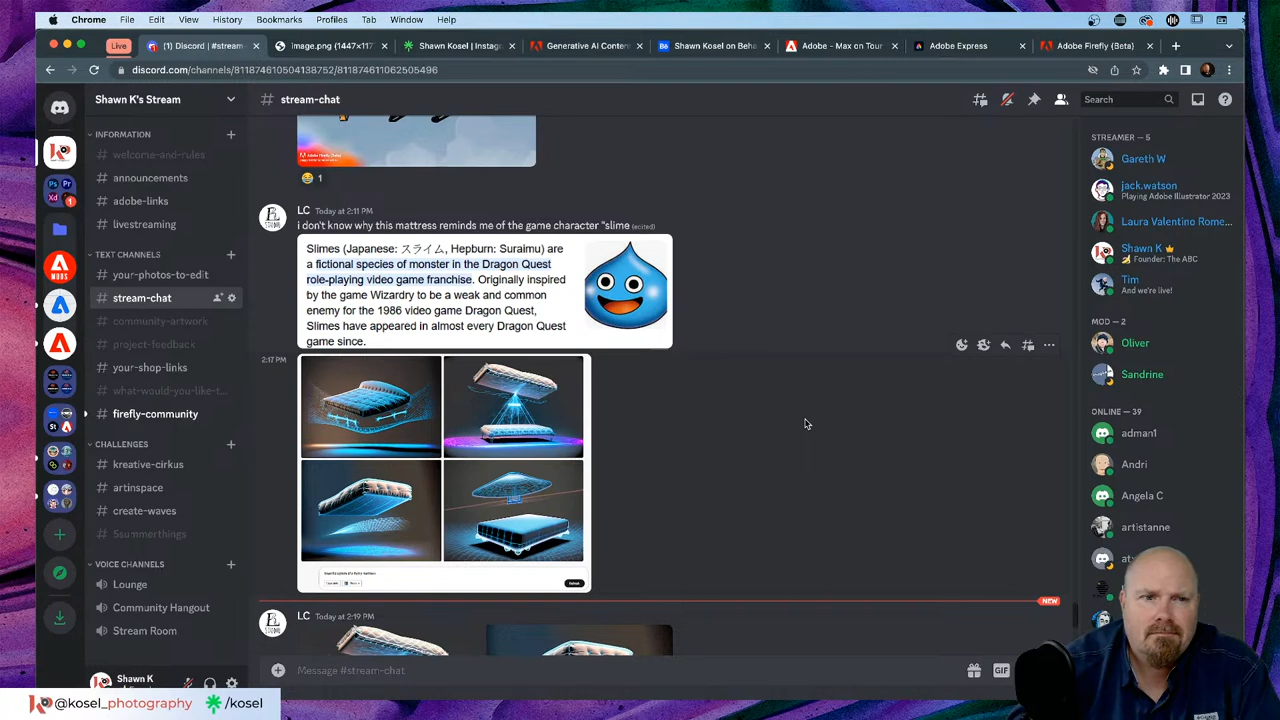 Chrome File Edit View History Bookmarks Profiles Tab Window Help
Live (1) Discord | #stream- image.png (1447×117 Shawn Kosel | Instag Generative AI Conten Shawn Kosel on Beha Adobe - Max on Tour Adobe Express Adobe Firefly (Beta)
discord.com/channels/811874610504138752/811874611062505496
Shawn K's Stream
# stream-chat
Search
INFORMATION
welcome-and-rules
announcements
adobe-links
livestreaming
TEXT CHANNELS
your-photos-to-edit
stream-chat
community-artwork
project-feedback
your-shop-links
what-would-you-like-t...
firefly-community
CHALLENGES
kreative-cirkus
artinspace
create-waves
5summerthings
VOICE CHANNELS
Lounge
Community Hangout
Stream Room
Shawn K
Adobe Firefly (Beta)
😂 1
LC Today at 2:11 PM
i don't know why this mattress reminds me of the game character "slime (edited)
Slimes (Japanese: スライム, Hepburn: Suraimu) are
a fictional species of monster in the Dragon Quest
role-playing video game franchise. Originally inspired
by the game Wizardry to be a weak and common
enemy for the 1986 video game Dragon Quest,
Slimes have appeared in almost every Dragon Quest
game since.
2:17 PM
NEW
LC Today at 2:19 PM
Message #stream-chat
GIF
STREAMER — 5
Gareth W
jack.watson
Playing Adobe Illustrator 2023
Laura Valentino Rome...
Shawn K
Founder: The ABC
Tim
And we're live!
MOD — 2
Oliver
Sandrine
ONLINE — 39
adman1
Andri
Angela C
artistanne
@kosel_photography /kosel